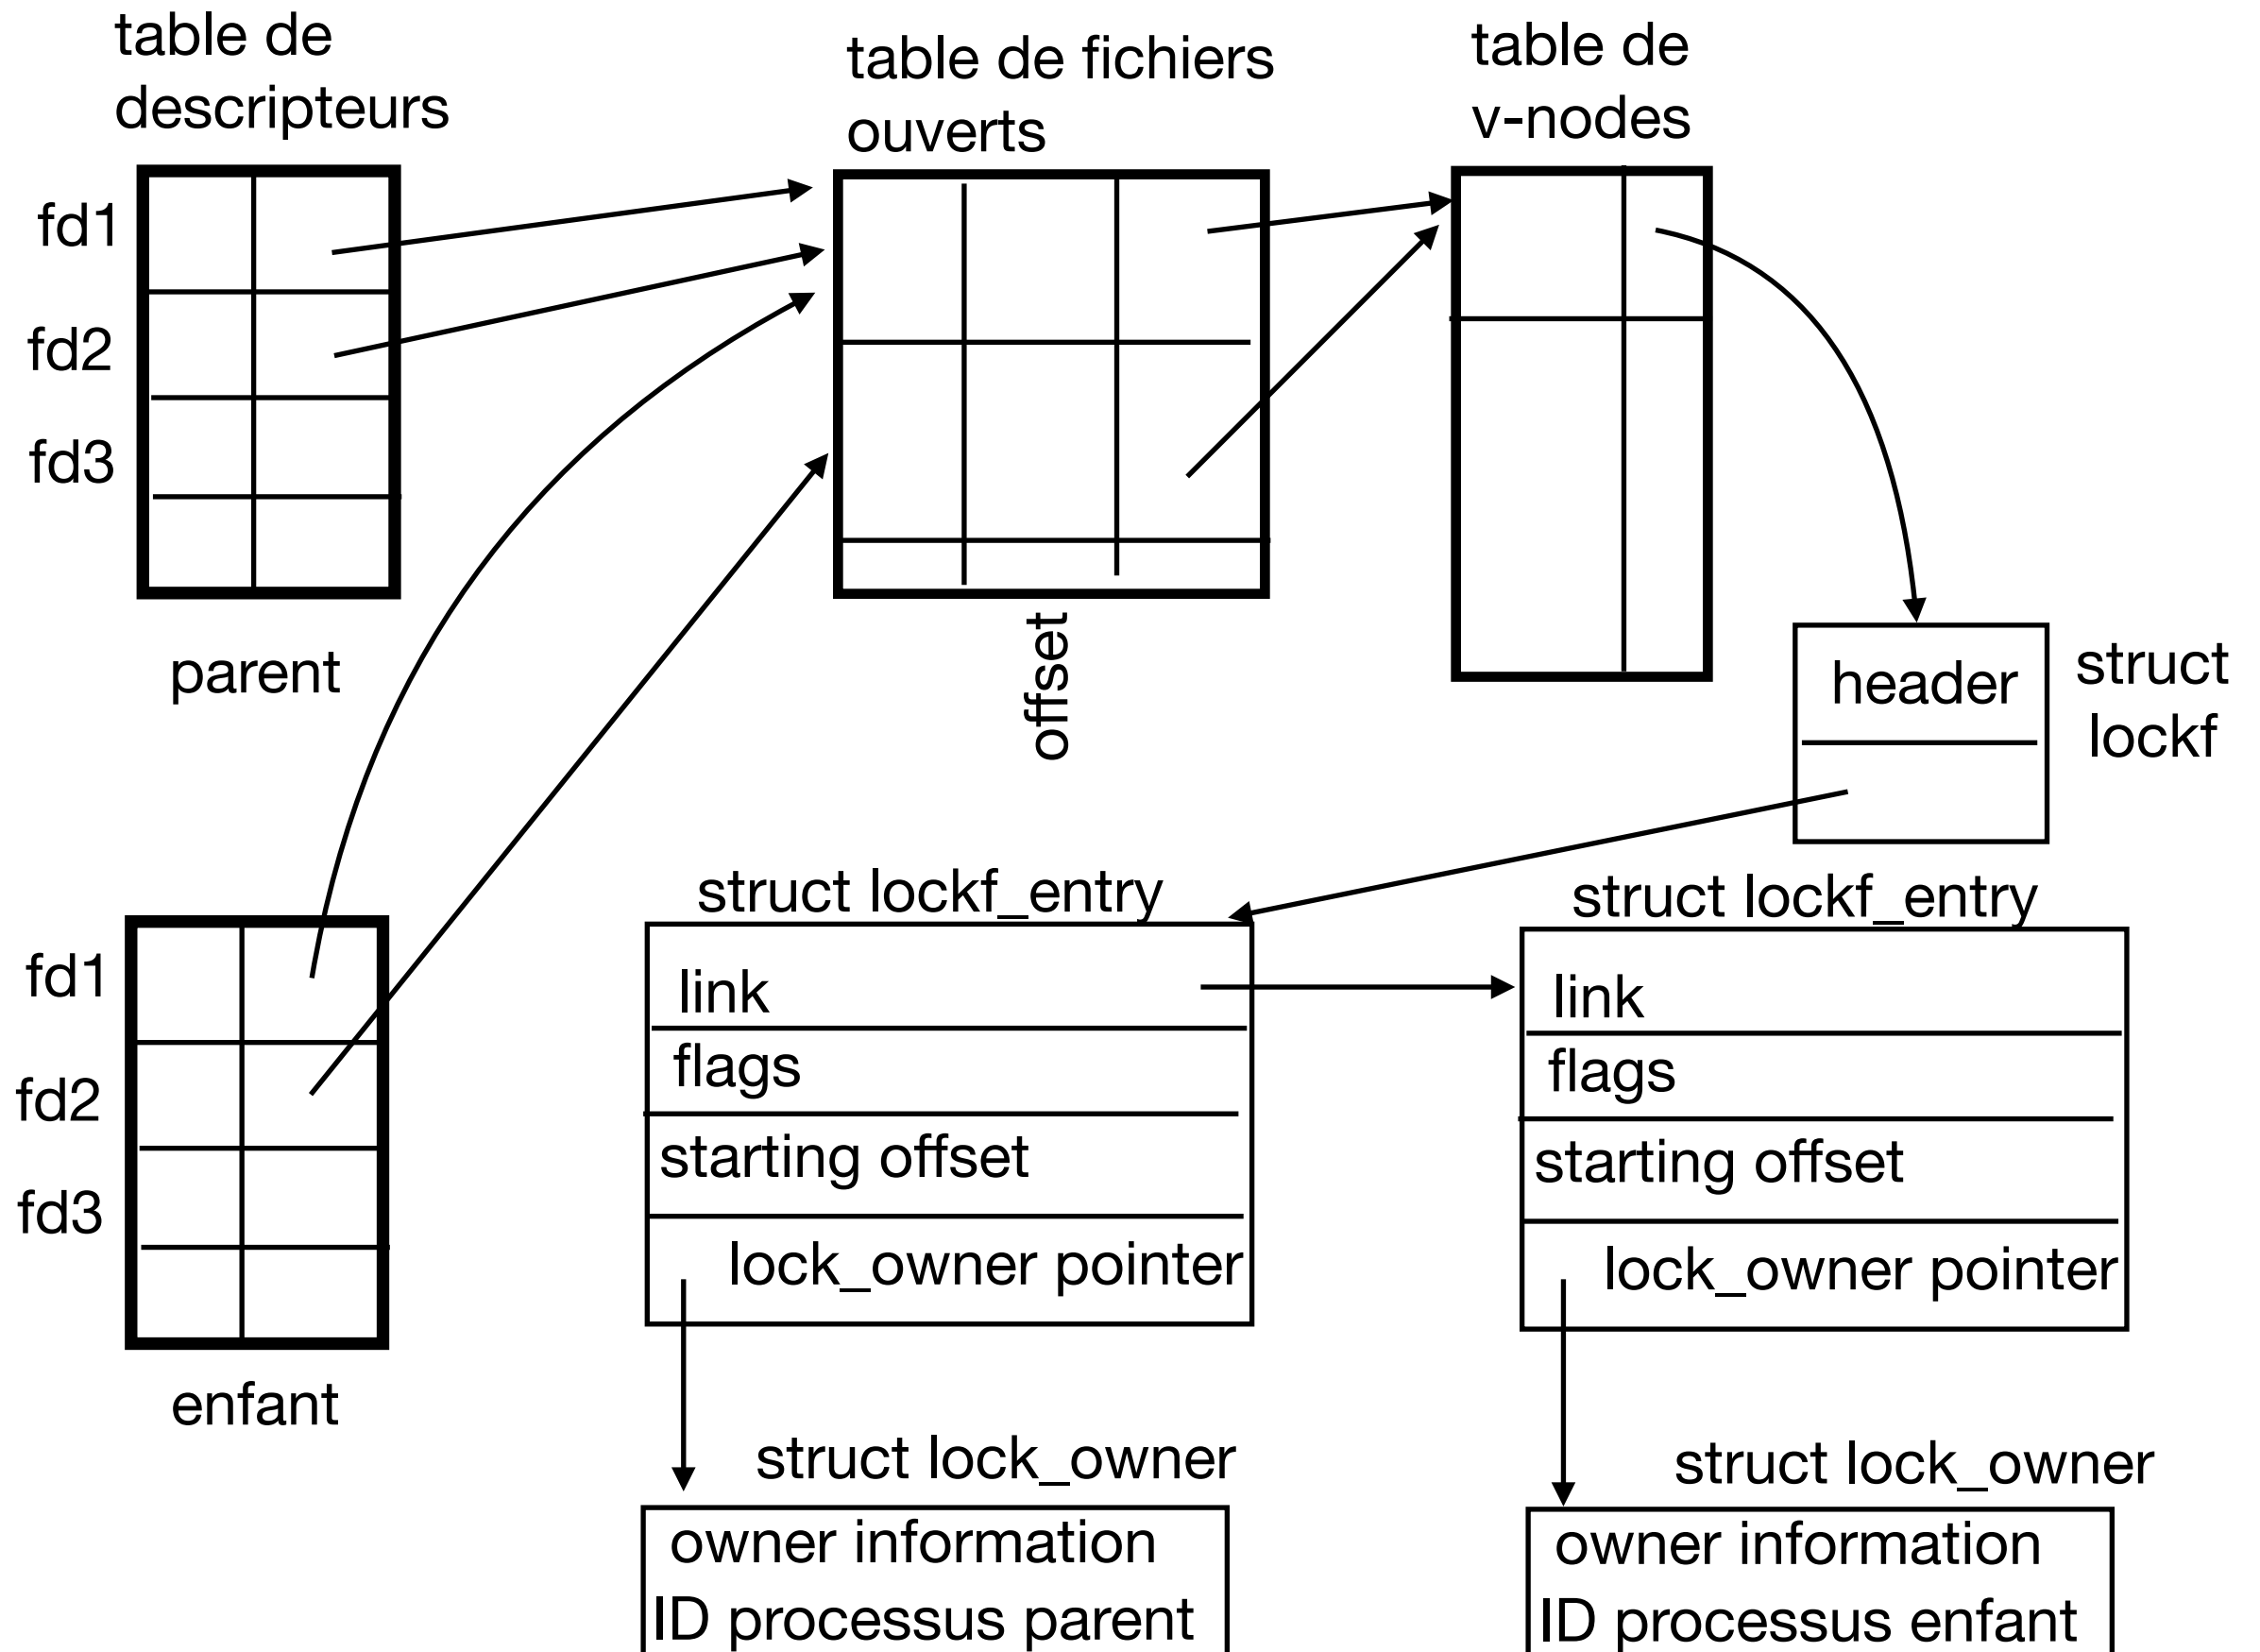 table de
descripteurs
table de fichiers
ouverts
table de
v-nodes
fd1
fd2
fd3
parent
offset
header
struct
lockf
struct lockf_entry
link
flags
starting offset
lock_owner pointer
struct lockf_entry
link
flags
starting offset
lock_owner pointer
fd1
fd2
fd3
enfant
struct lock_owner
owner information
ID processus parent
struct lock_owner
owner information
ID processus enfant